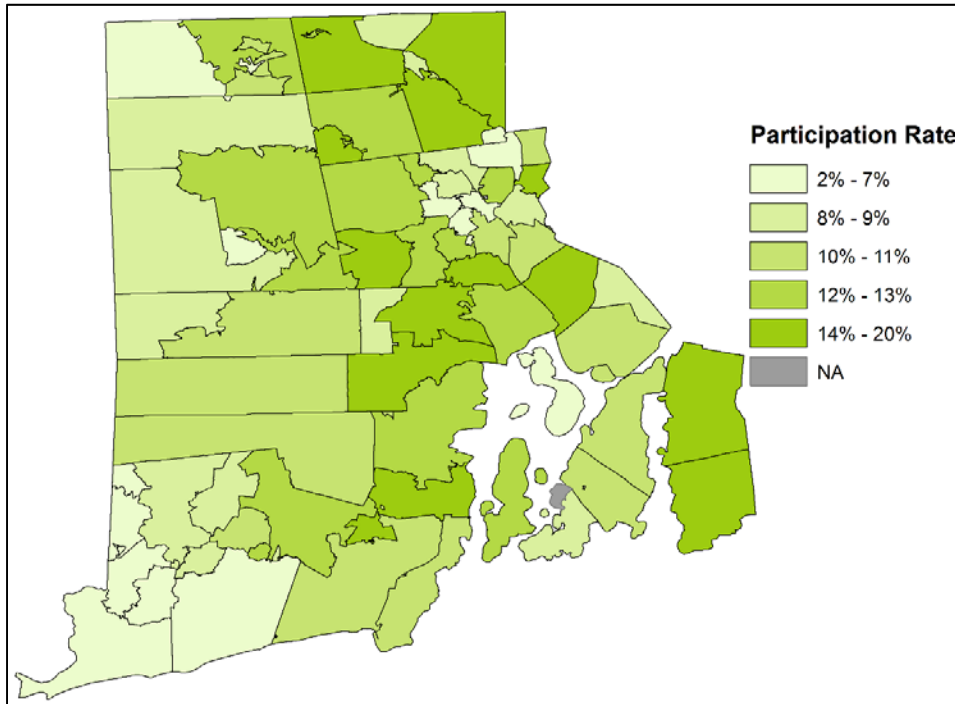 Participation Rate
2% - 7%
8% - 9%
10% - 11%
12% - 13%
14% - 20%
NA